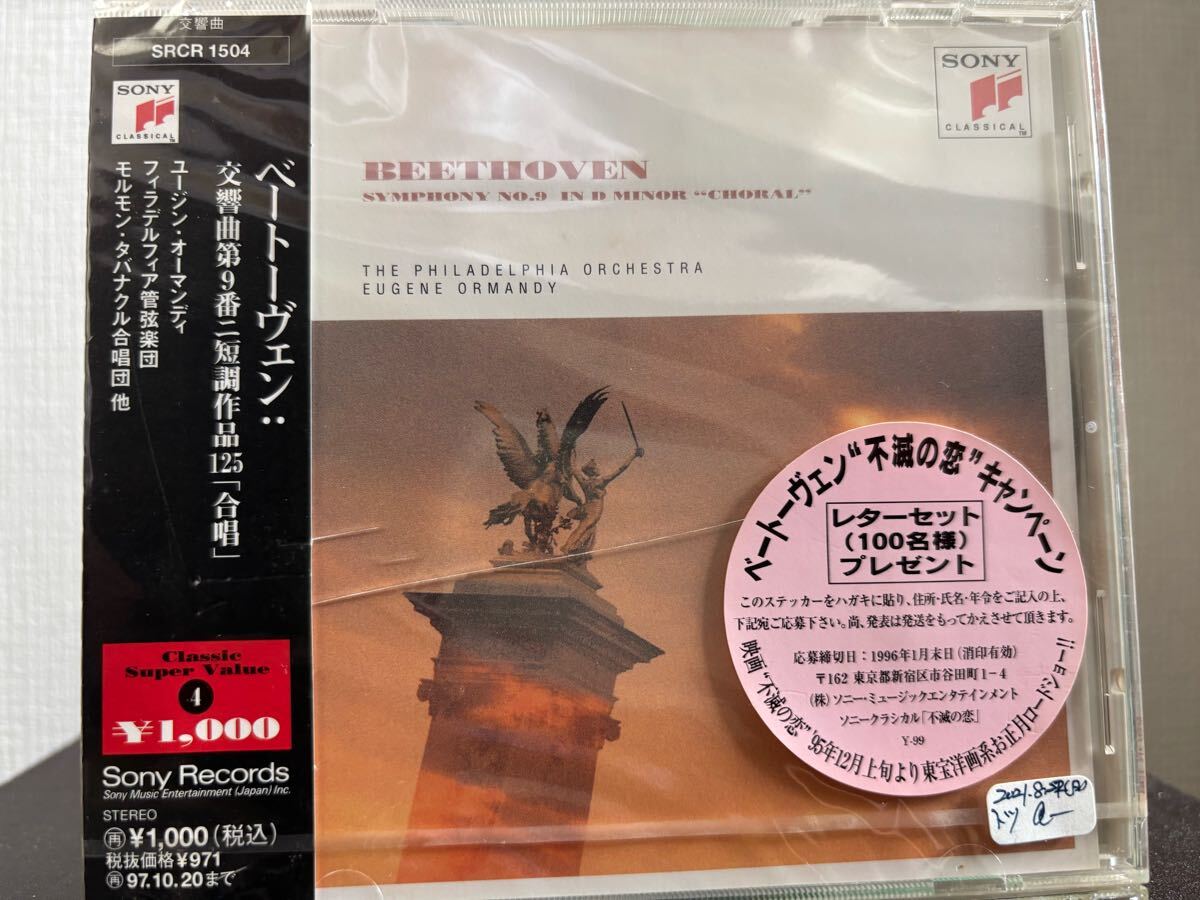 交響曲
SRCR 1504
SONY
CLASSICAL™
ベートーヴェン：
交響曲第9番ニ短調作品125「合唱」
ユージン・オーマンディ
フィラデルフィア管弦楽団
モルモン・タバナクル合唱団 他
Classic
Super Value
4
¥1,000
Sony Records
Sony Music Entertainment (Japan) Inc.
STEREO
再¥1,000(税込)
税抜価格¥971
再97.10.20まで
SONY
CLASSICAL™
BEETHOVEN
SYMPHONY NO.9 IN D MINOR “CHORAL”
THE PHILADELPHIA ORCHESTRA
EUGENE ORMANDY
ベートーヴェン“不滅の恋”キャンペーン
レターセット
(100名様)
プレゼント
このステッカーをハガキに貼り、住所・氏名・年令をご記入の上、
下記宛ご応募下さい。尚、発表は発送をもってかえさせて頂きます。
応募締切日：1996年1月末日(消印有効)
〒162 東京都新宿区市谷田町1－4
(株)ソニー・ミュージックエンタテインメント
ソニークラシカル「不滅の恋」
Y-99
映画“不滅の恋”'95年12月上旬より東宝洋画系お正月ロードショー!!
2021.8.